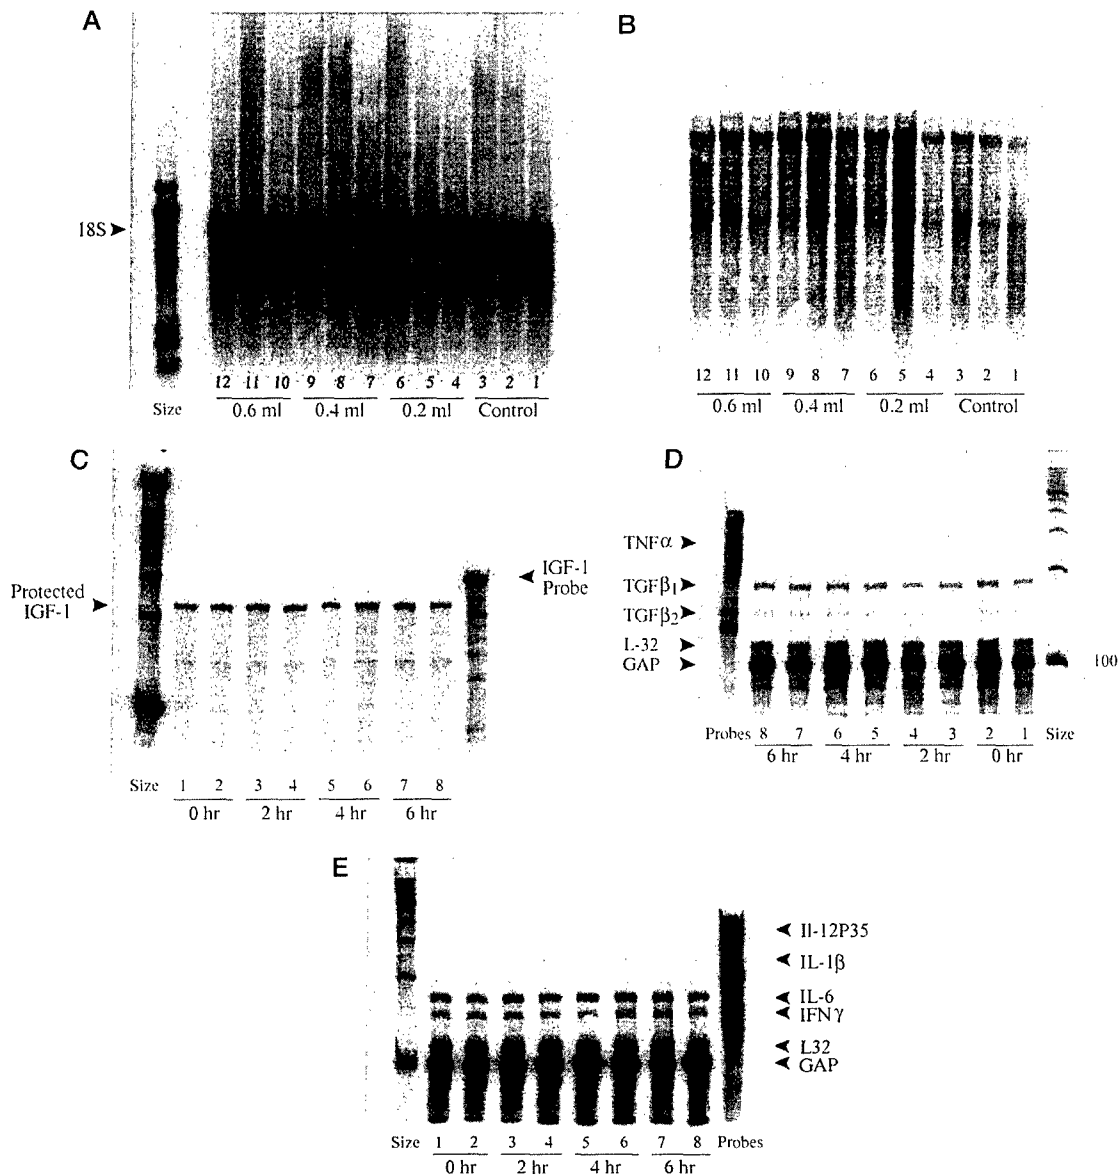 A
18S
12 11 10 9 8 7 6 5 4 3 2 1
Size 0.6 ml 0.4 ml 0.2 ml Control
B
12 11 10 9 8 7 6 5 4 3 2 1
0.6 ml 0.4 ml 0.2 ml Control
C
Protected
IGF-1
IGF-1
Probe
Size 1 2 3 4 5 6 7 8
0 hr 2 hr 4 hr 6 hr
D
TNFα
TGFβ1
TGFβ2
L-32
GAP
100
Probes 8 7 6 5 4 3 2 1 Size
6 hr 4 hr 2 hr 0 hr
E
Il-12P35
IL-1β
IL-6
IFNγ
L32
GAP
Size 1 2 3 4 5 6 7 8 Probes
0 hr 2 hr 4 hr 6 hr